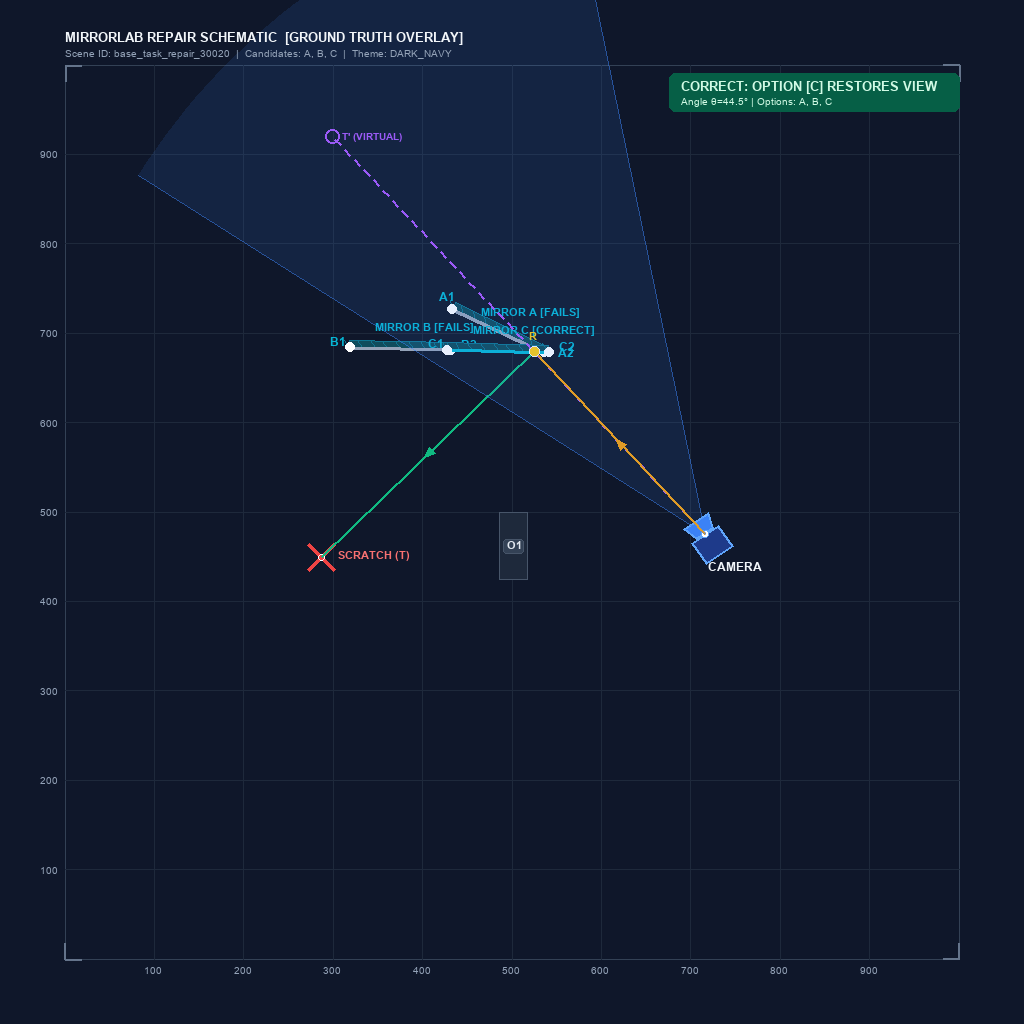 MIRRORLAB REPAIR SCHEMATIC [GROUND TRUTH OVERLAY]
Scene ID: base_task_repair_30020 | Candidates: A, B, C | Theme: DARK_NAVY
CORRECT: OPTION [C] RESTORES VIEW
Angle θ=44.5° | Options: A, B, C
T' (VIRTUAL)
A1
MIRROR A [FAILS]
MIRROR B [FAILS]
MIRROR C [CORRECT]
R
B1
C1
B2
C2
A2
O1
SCRATCH (T)
CAMERA
900
800
700
600
500
400
300
200
100
100
200
300
400
500
600
700
800
900